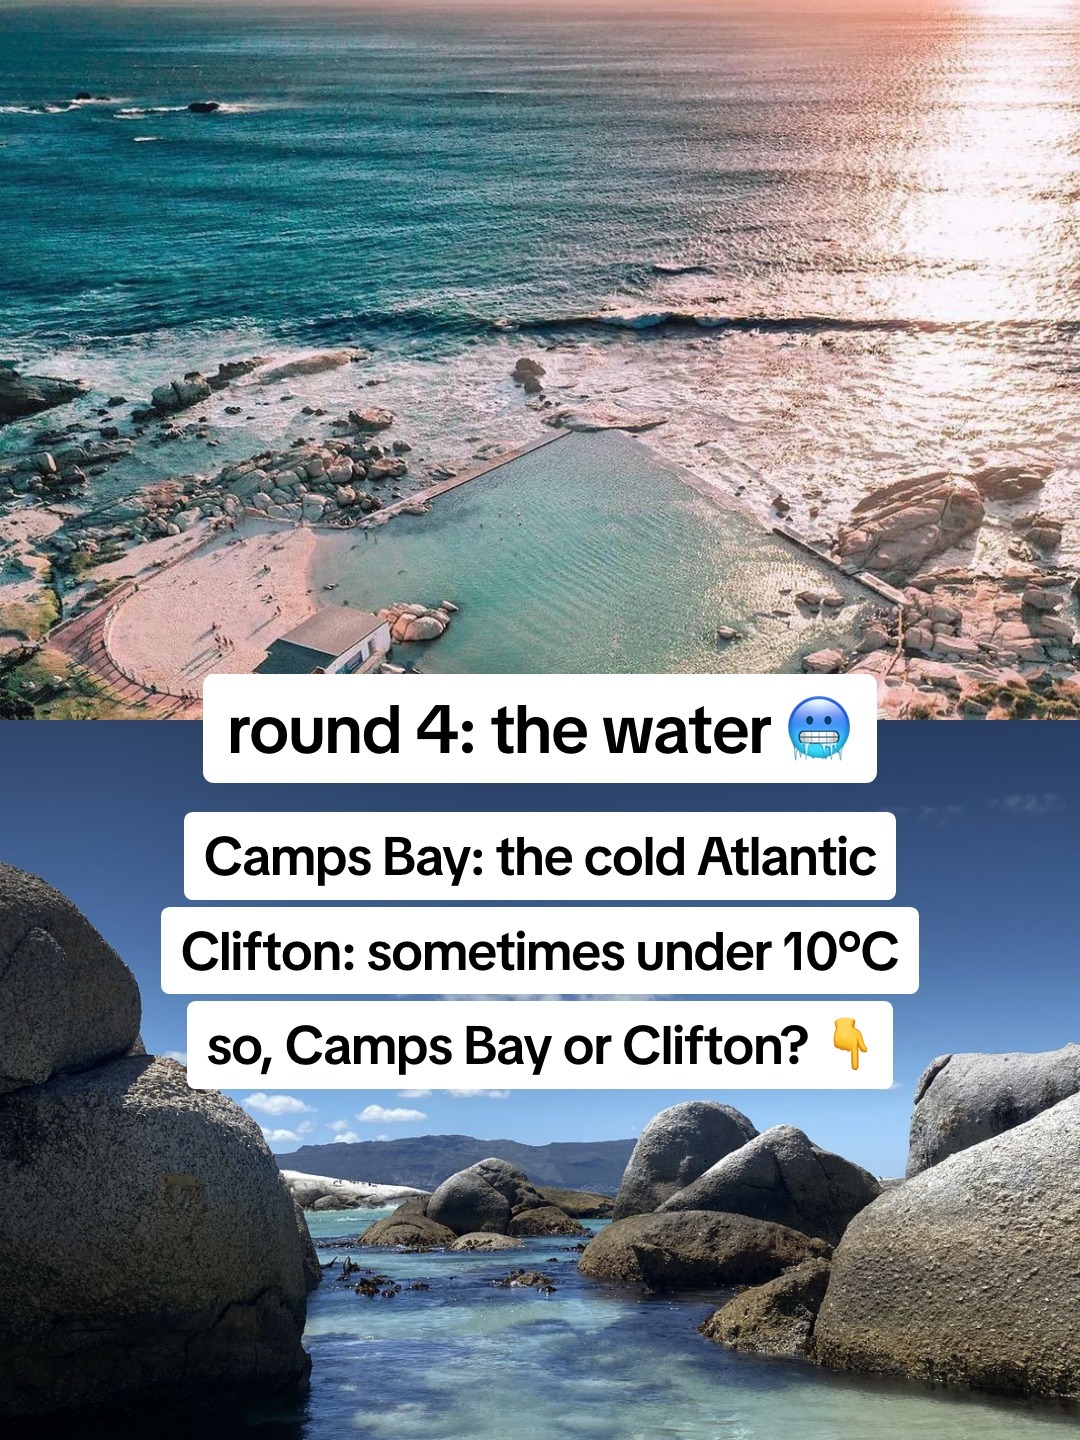 round 4: the water 🥶
Camps Bay: the cold Atlantic
Clifton: sometimes under 10°C
so, Camps Bay or Clifton? 👇